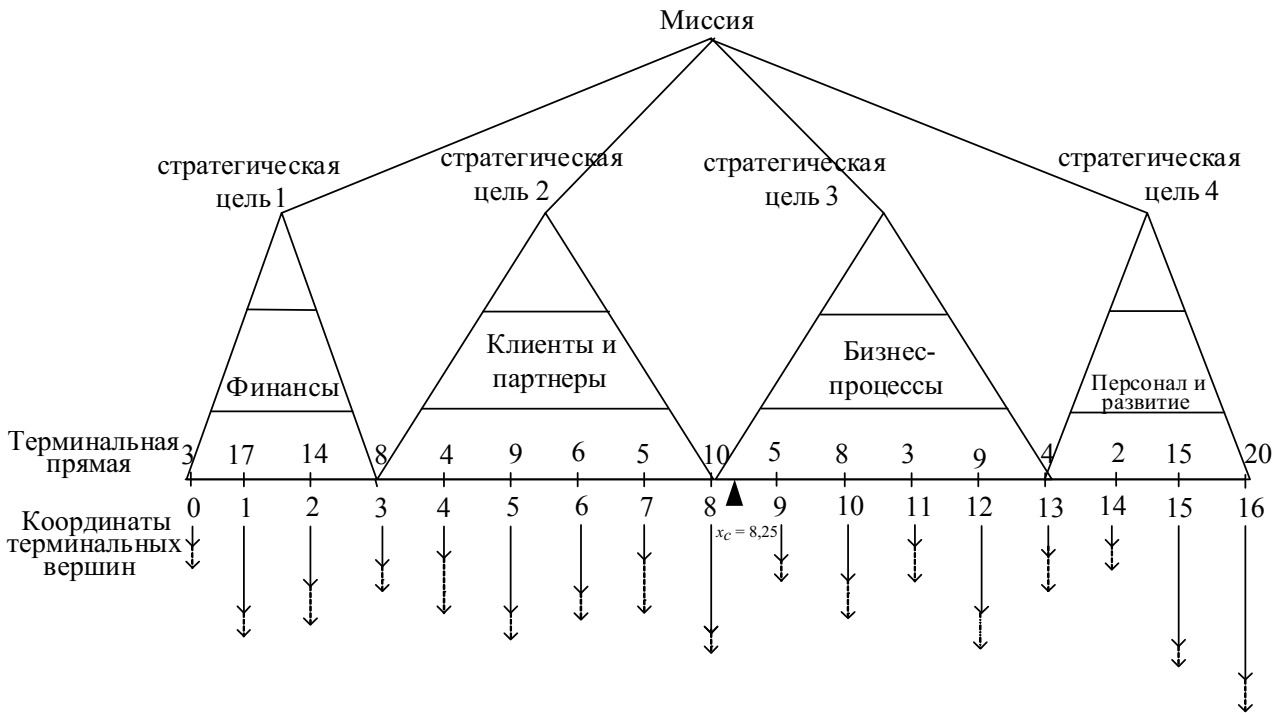 Миссия
стратегическая
цель 1
стратегическая
цель 2
стратегическая
цель 3
стратегическая
цель 4
Финансы
Клиенты и
партнеры
Бизнес-
процессы
Персонал и
развитие
Терминальная
прямая
3 17 14 8 4 9 6 5 10 5 8 3 9 4 2 15 20
0 1 2 3 4 5 6 7 8 9 10 11 12 13 14 15 16
Координаты
терминальных
вершин
xC = 8,25